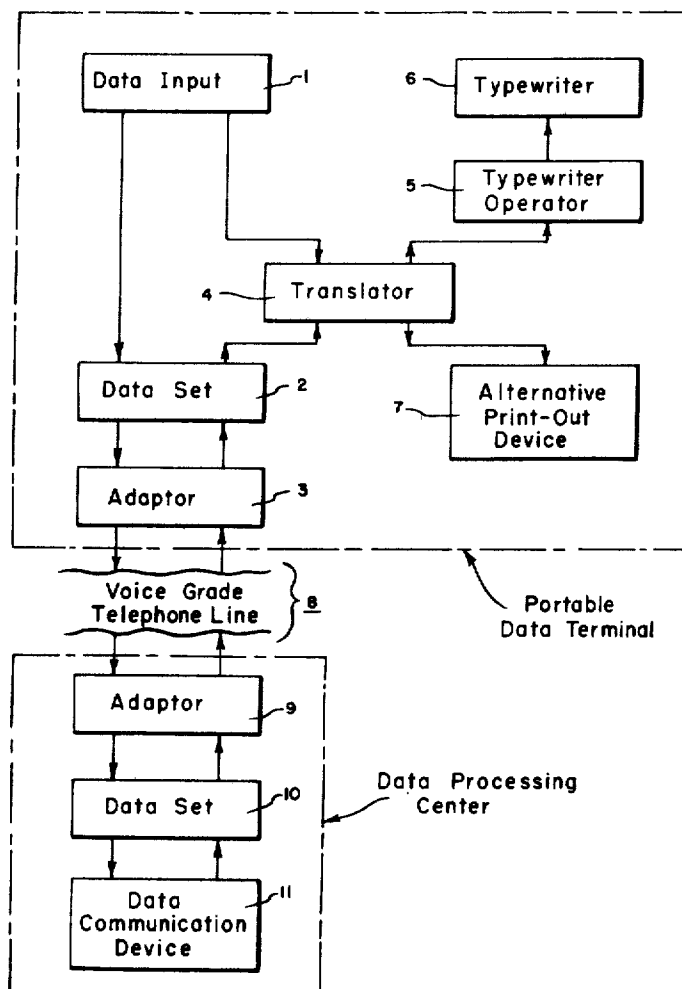 Data Input
1
6
Typewriter
5
Typewriter
Operator
4
Translator
Data Set
2
7
Alternative
Print-Out
Device
Adaptor
3
Voice Grade
Telephone Line
8
Portable
Data Terminal
Adaptor
9
Data Set
10
Data Processing
Center
Data
Communication
Device
11